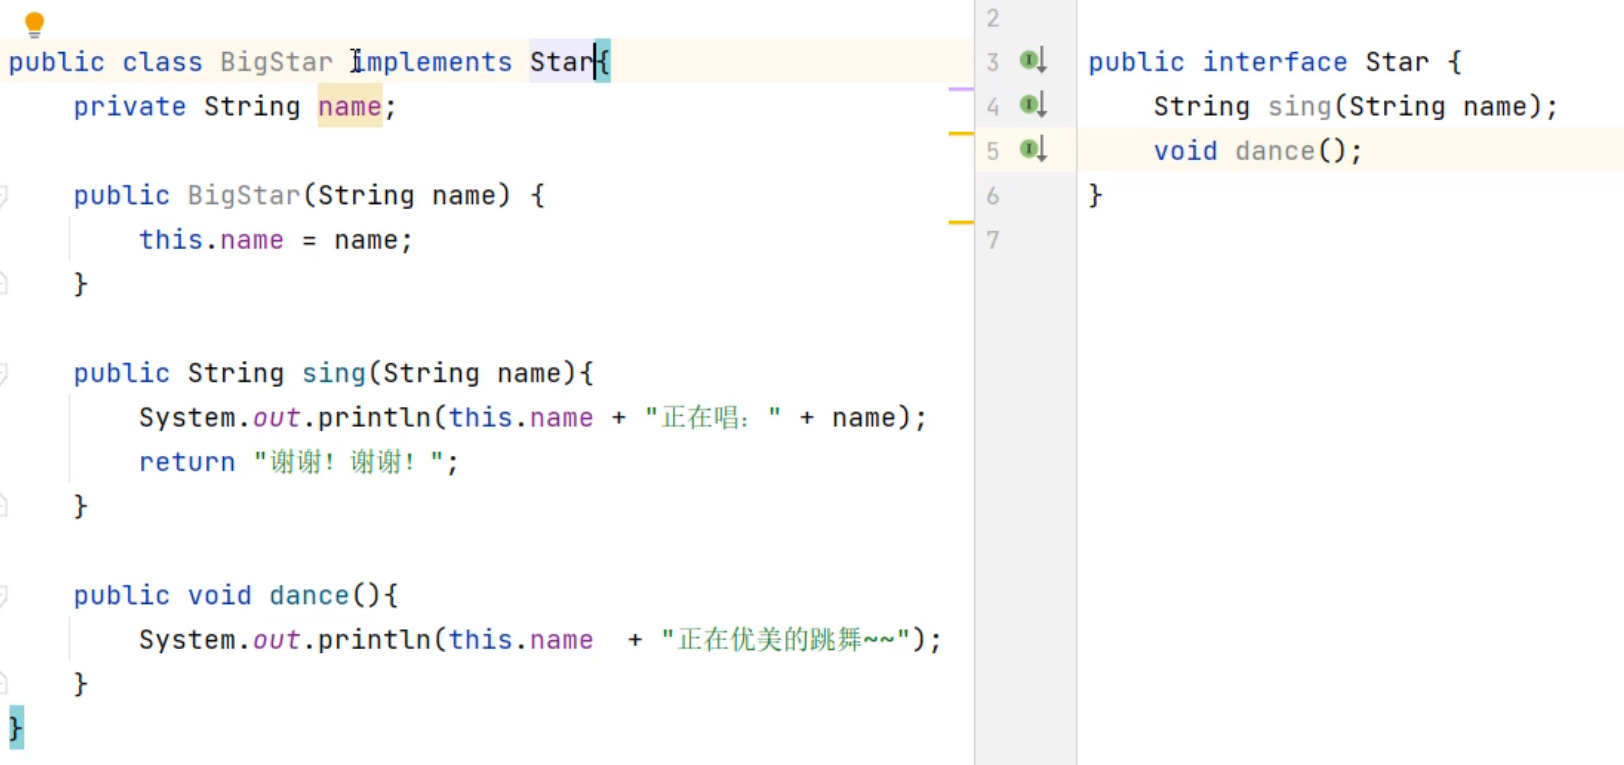 public class BigStar implements Star{
    private String name;
    public BigStar(String name) {
        this.name = name;
    }
    public String sing(String name){
        System.out.println(this.name + "正在唱：" + name);
        return "谢谢！谢谢！";
    }
    public void dance(){
        System.out.println(this.name  + "正在优美的跳舞~~");
    }
}
2
3 public interface Star {
4     String sing(String name);
5     void dance();
6 }
7